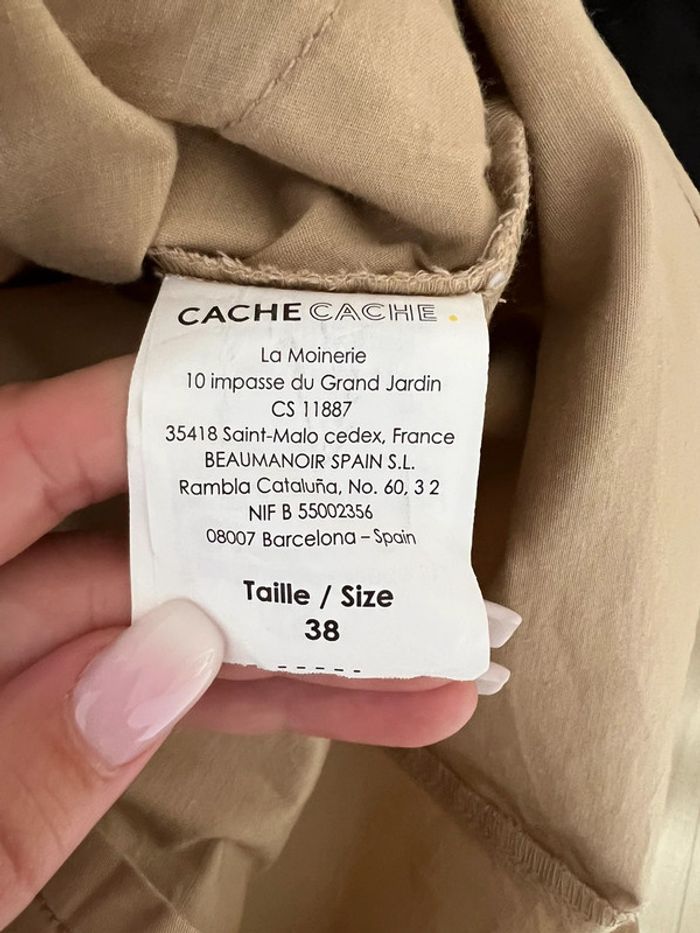 CACHE CACHE.
La Moinerie
10 impasse du Grand Jardin
CS 11887
35418 Saint-Malo cedex, France
BEAUMANOIR SPAIN S.L.
Rambla Cataluña, No. 60, 3 2
NIF B 55002356
08007 Barcelona – Spain
Taille / Size
38